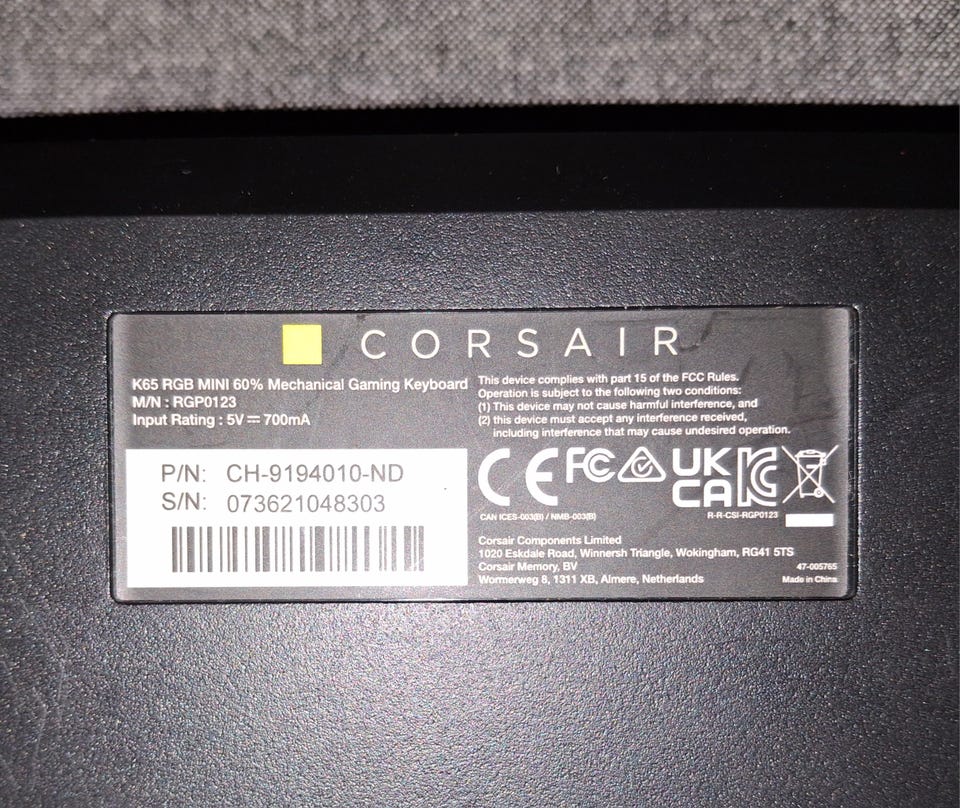 CORSAIR
K65 RGB MINI 60% Mechanical Gaming Keyboard
M/N : RGP0123
Input Rating : 5V ⎓ 700mA
P/N: CH-9194010-ND
S/N: 073621048303
This device complies with part 15 of the FCC Rules.
Operation is subject to the following two conditions:
(1) This device may not cause harmful interference, and
(2) this device must accept any interference received,
including interference that may cause undesired operation.
CE FC UK CA KC
CAN ICES-003(B) / NMB-003(B)
R-R-CSI-RGP0123
Corsair Components Limited
1020 Eskdale Road, Winnersh Triangle, Wokingham, RG41 5TS
Corsair Memory, BV
Wormerweg 8, 1311 XB, Almere, Netherlands
47-005765
Made in China